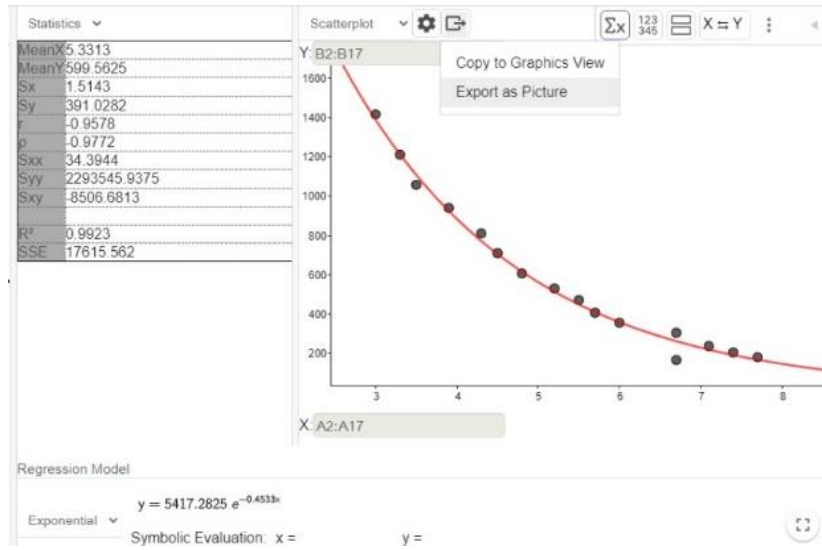 Statistics
Scatterplot
Σx
123
345
X ⇆ Y
MeanX 5.3313
MeanY 599.5625
Sx 1.5143
Sy 391.0282
r -0.9578
ρ -0.9772
Sxx 34.3944
Syy 2293545.9375
Sxy -8506.6813
R² 0.9923
SSE 17615.562
Y: B2:B17
Copy to Graphics View
Export as Picture
1600
1400
1200
1000
800
600
400
200
3 4 5 6 7 8
X: A2:A17
Regression Model
y = 5417.2825 e^-0.4533x
Exponential
Symbolic Evaluation: x = y =